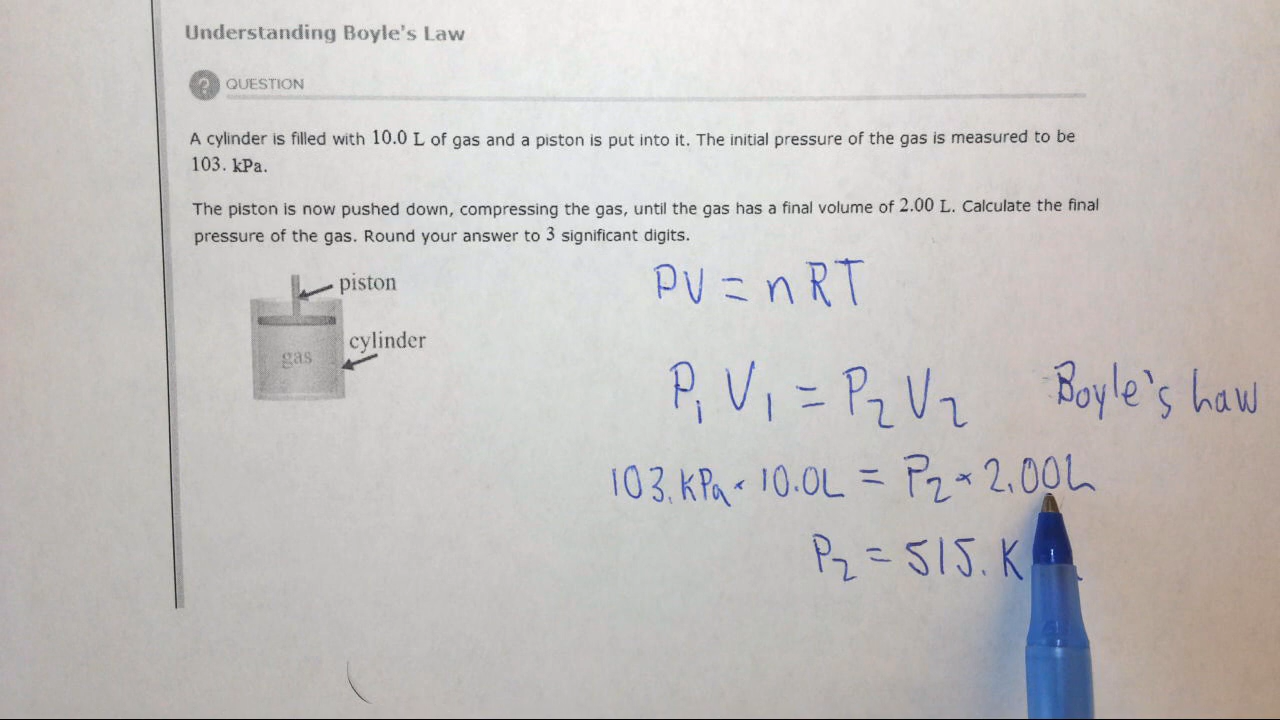 Understanding Boyle's Law
? QUESTION
A cylinder is filled with 10.0 L of gas and a piston is put into it. The initial pressure of the gas is measured to be
103. kPa.
The piston is now pushed down, compressing the gas, until the gas has a final volume of 2.00 L. Calculate the final
pressure of the gas. Round your answer to 3 significant digits.
piston
cylinder
gas
PV = nRT
P₁ V₁ = P₂ V₂ Boyle's Law
103. kPa × 10.0L = P₂ × 2.00L
P₂ = 515. K